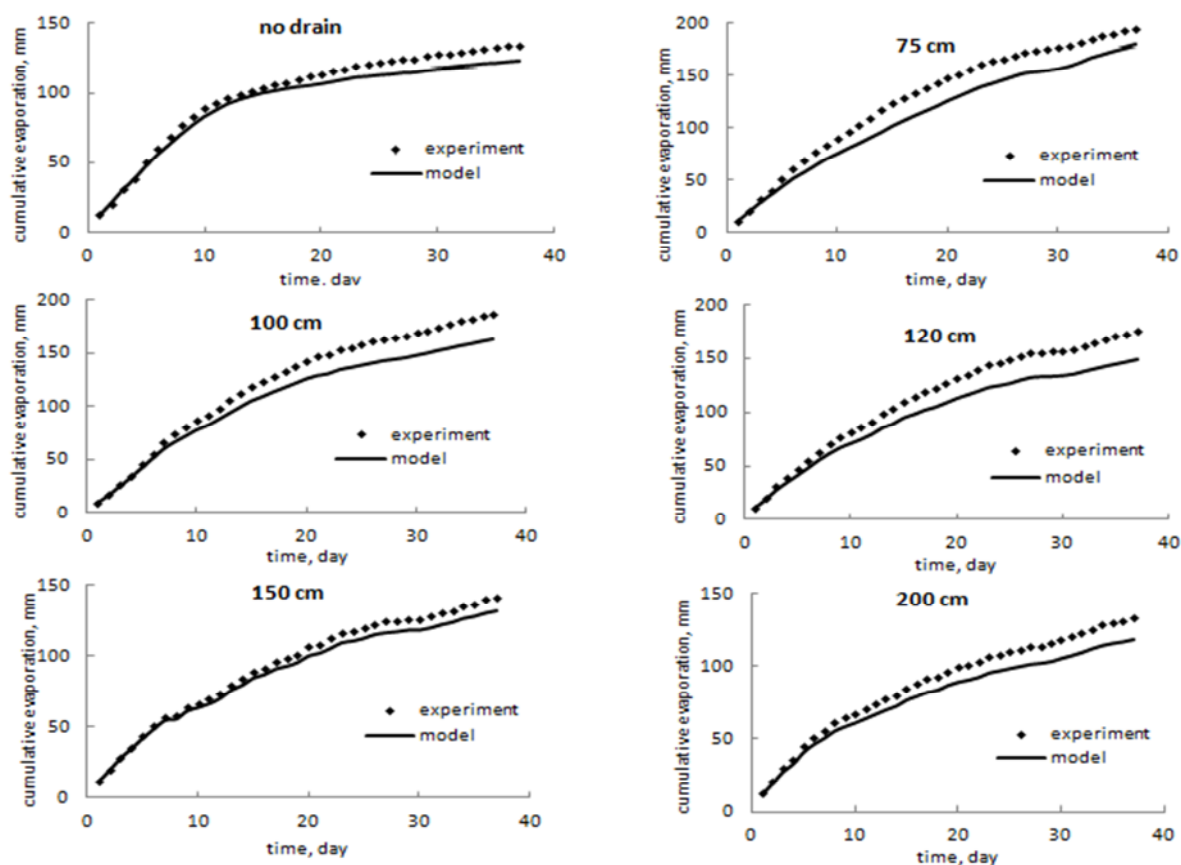 no drain
cumulative evaporation, mm
150
100
50
0
0 10 20 30 40
time. day
experiment
model
75 cm
cumulative evaporation, mm
200
150
100
50
0
0 10 20 30 40
time, day
experiment
model
100 cm
cumulative evaporation, mm
200
150
100
50
0
0 10 20 30 40
time, day
experiment
model
120 cm
cumulative evaporation, mm
200
150
100
50
0
0 10 20 30 40
time, day
experiment
model
150 cm
cumulative evaporation, mm
150
100
50
0
0 10 20 30 40
time, day
experiment
model
200 cm
cumulative evaporation, mm
150
100
50
0
0 10 20 30 40
time, day
experiment
model